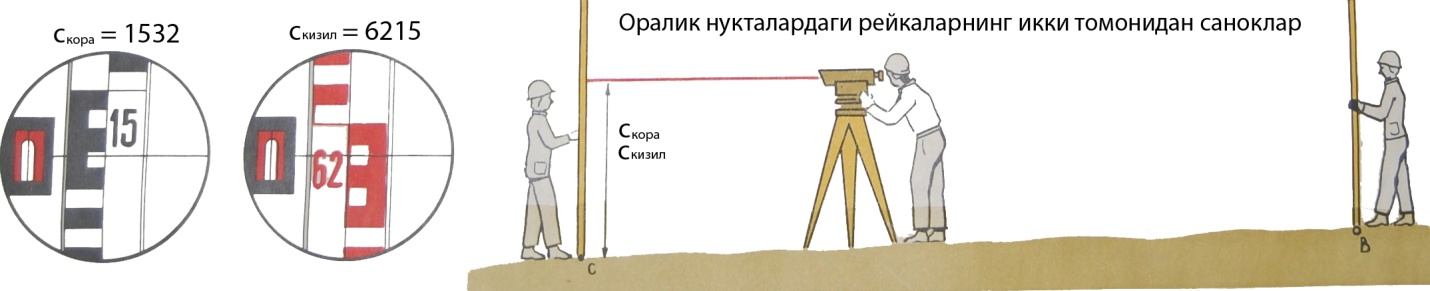 Cкора = 1532
Cкизил = 6215
Оралик нукталардаги рейкаларнинг икки томонидан саноклар
15
62
Cкора
Cкизил
C
B